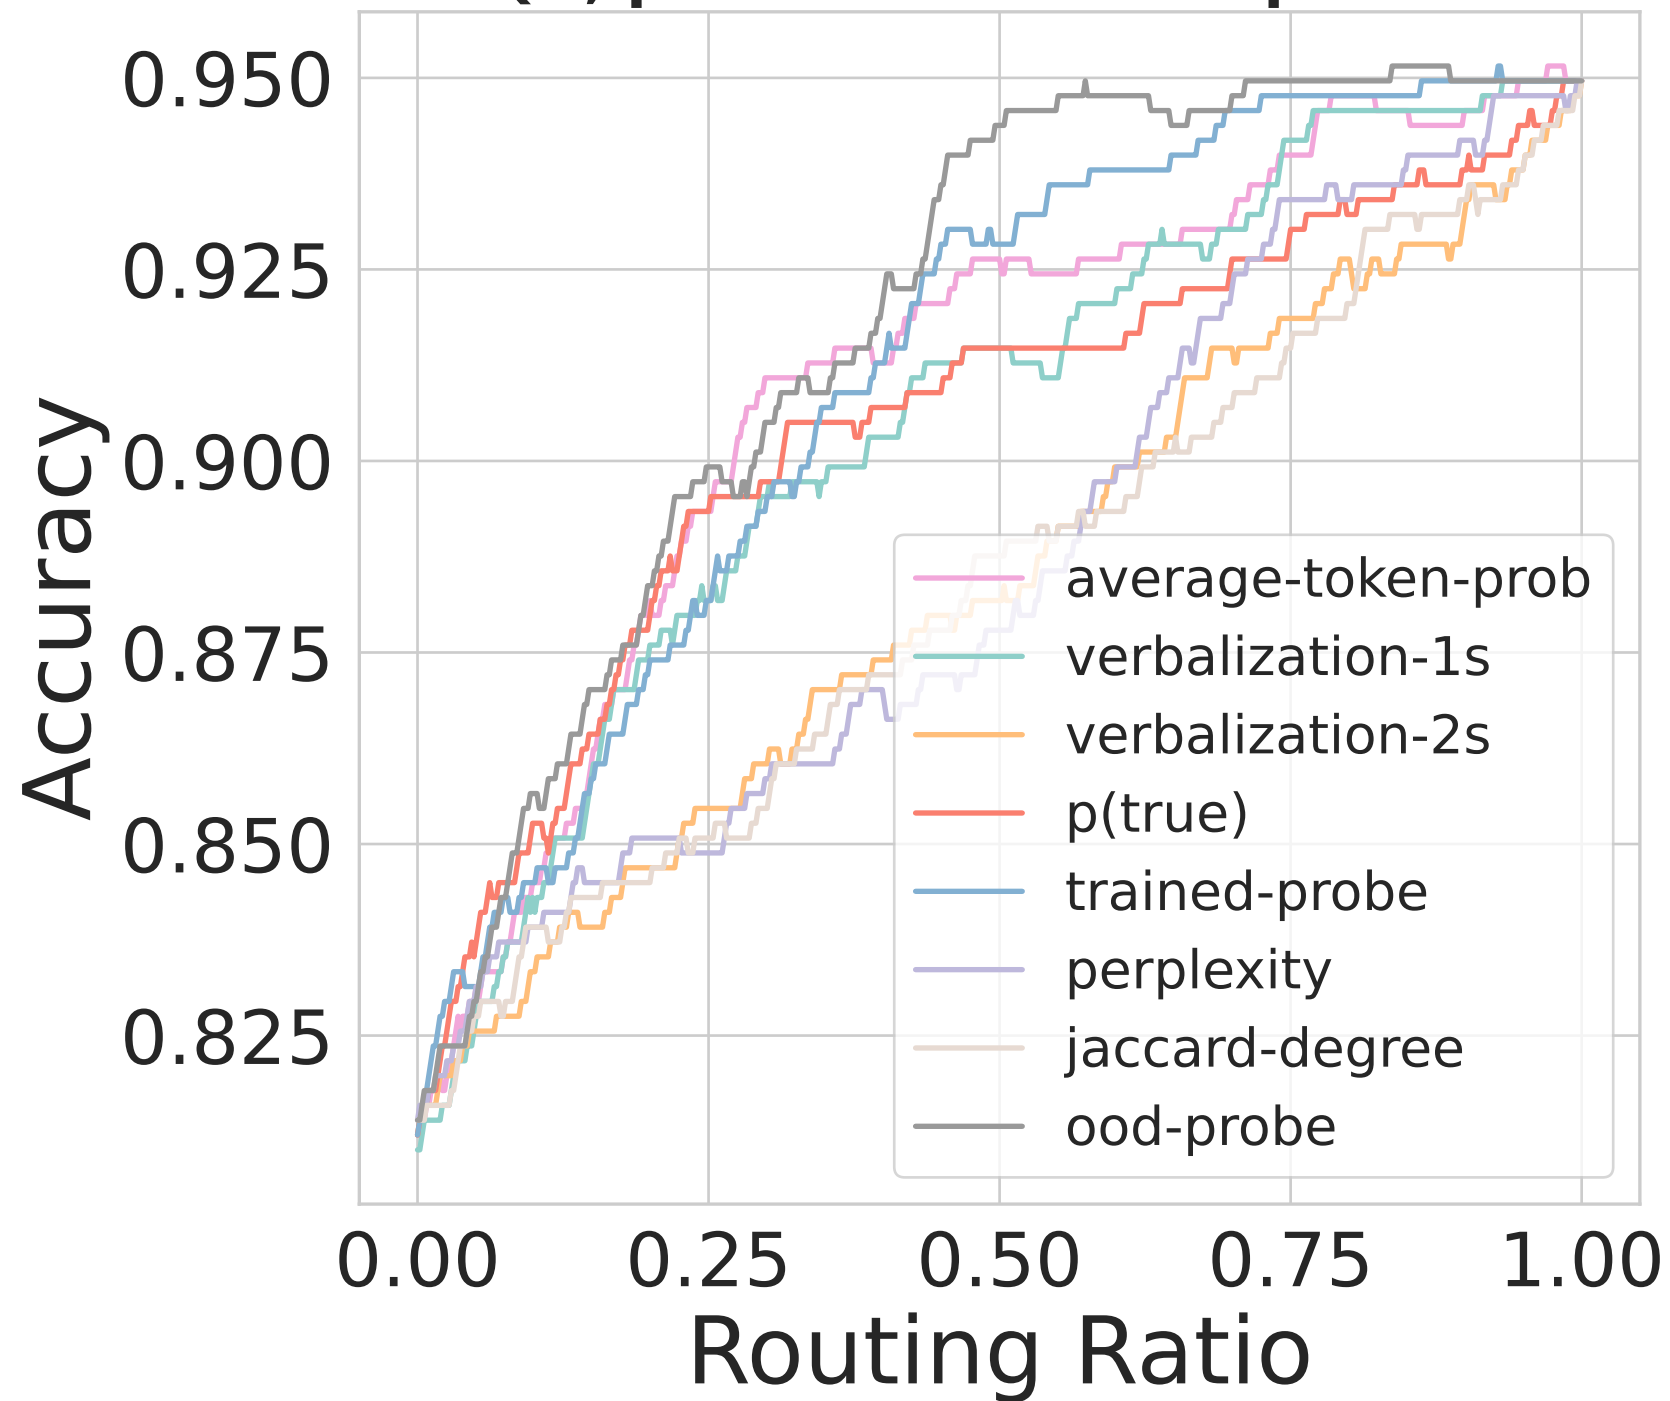 0.950
0.925
0.900
0.875
0.850
0.825
Accuracy
average-token-prob
verbalization-1s
verbalization-2s
p(true)
trained-probe
perplexity
jaccard-degree
ood-probe
0.00 0.25 0.50 0.75 1.00
Routing Ratio